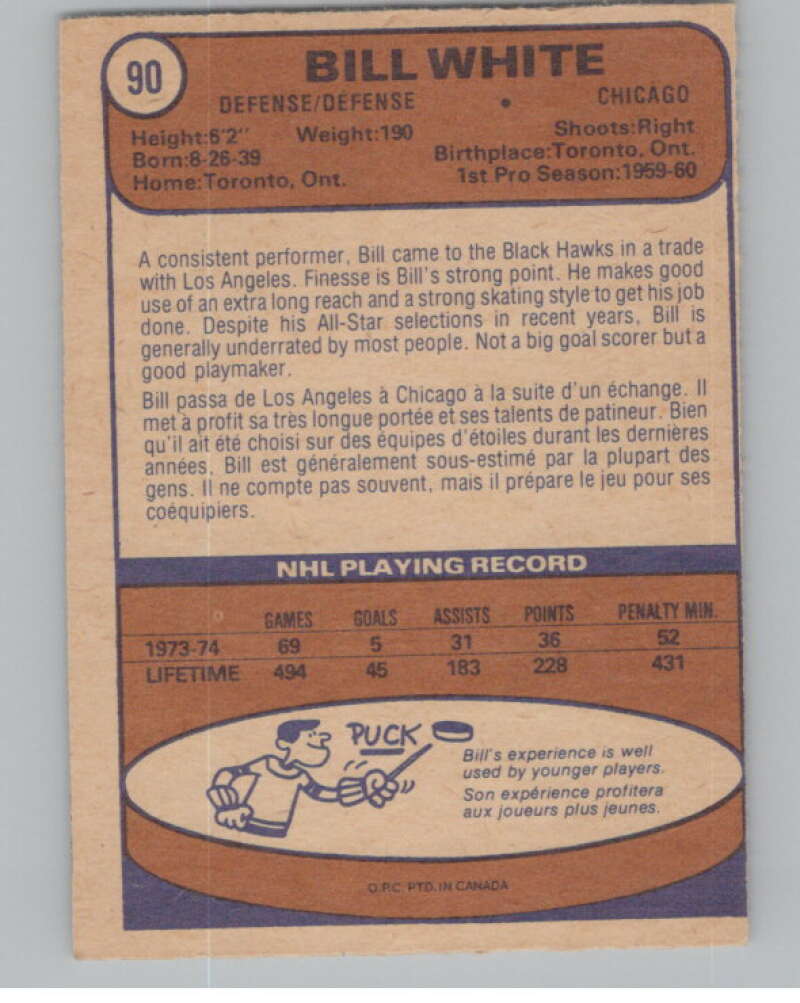 90
BILL WHITE
DEFENSE/DEFENSE • CHICAGO
Height:6'2" Weight:190 Shoots:Right
Born:8-26-39 Birthplace:Toronto, Ont.
Home:Toronto, Ont. 1st Pro Season:1959-60
A consistent performer, Bill came to the Black Hawks in a trade
with Los Angeles. Finesse is Bill's strong point. He makes good
use of an extra long reach and a strong skating style to get his job
done. Despite his All-Star selections in recent years, Bill is
generally underrated by most people. Not a big goal scorer but a
good playmaker.
Bill passa de Los Angeles à Chicago à la suite d'un échange. Il
met à profit sa très longue portée et ses talents de patineur. Bien
qu'il ait été choisi sur des équipes d'étoiles durant les dernières
années, Bill est généralement sous-estimé par la plupart des
gens. Il ne compte pas souvent, mais il prépare le jeu pour ses
coéquipiers.
NHL PLAYING RECORD
GAMES GOALS ASSISTS POINTS PENALTY MIN.
1973-74 69 5 31 36 52
LIFETIME 494 45 183 228 431
PUCK
Bill's experience is well
used by younger players.
Son expérience profitera
aux joueurs plus jeunes.
O.P.C. PTD. IN CANADA